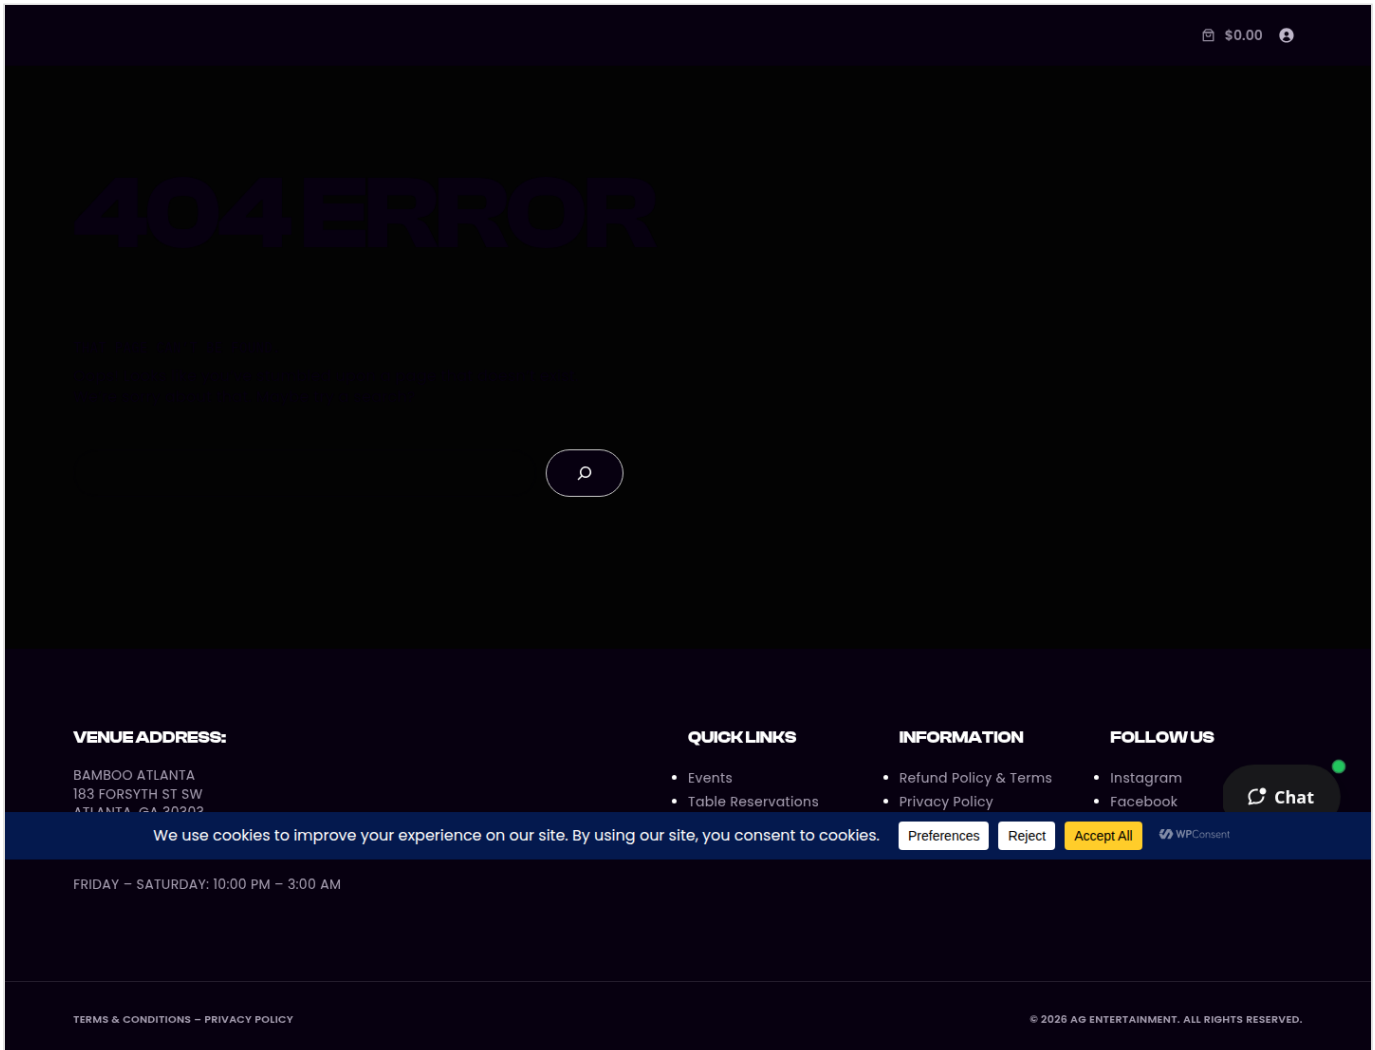 $0.00
404 ERROR
VENUE ADDRESS:
BAMBOO ATLANTA
183 FORSYTH ST SW
ATLANTA, GA 30303
FRIDAY – SATURDAY: 10:00 PM – 3:00 AM
QUICK LINKS
Events
Table Reservations
INFORMATION
Refund Policy & Terms
Privacy Policy
FOLLOW US
Instagram
Facebook
Chat
We use cookies to improve your experience on our site. By using our site, you consent to cookies.
Preferences
Reject
Accept All
WPConsent
TERMS & CONDITIONS – PRIVACY POLICY
© 2026 AG ENTERTAINMENT. ALL RIGHTS RESERVED.